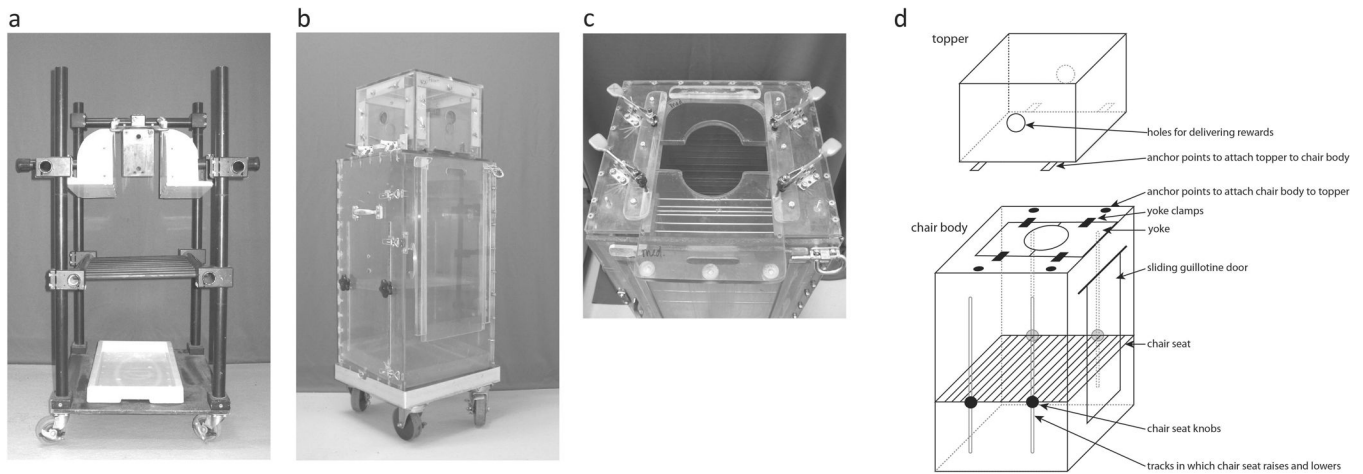 a
b
c
d
topper
holes for delivering rewards
anchor points to attach topper to chair body
anchor points to attach chair body to topper
yoke clamps
chair body
yoke
sliding guillotine door
chair seat
chair seat knobs
tracks in which chair seat raises and lowers